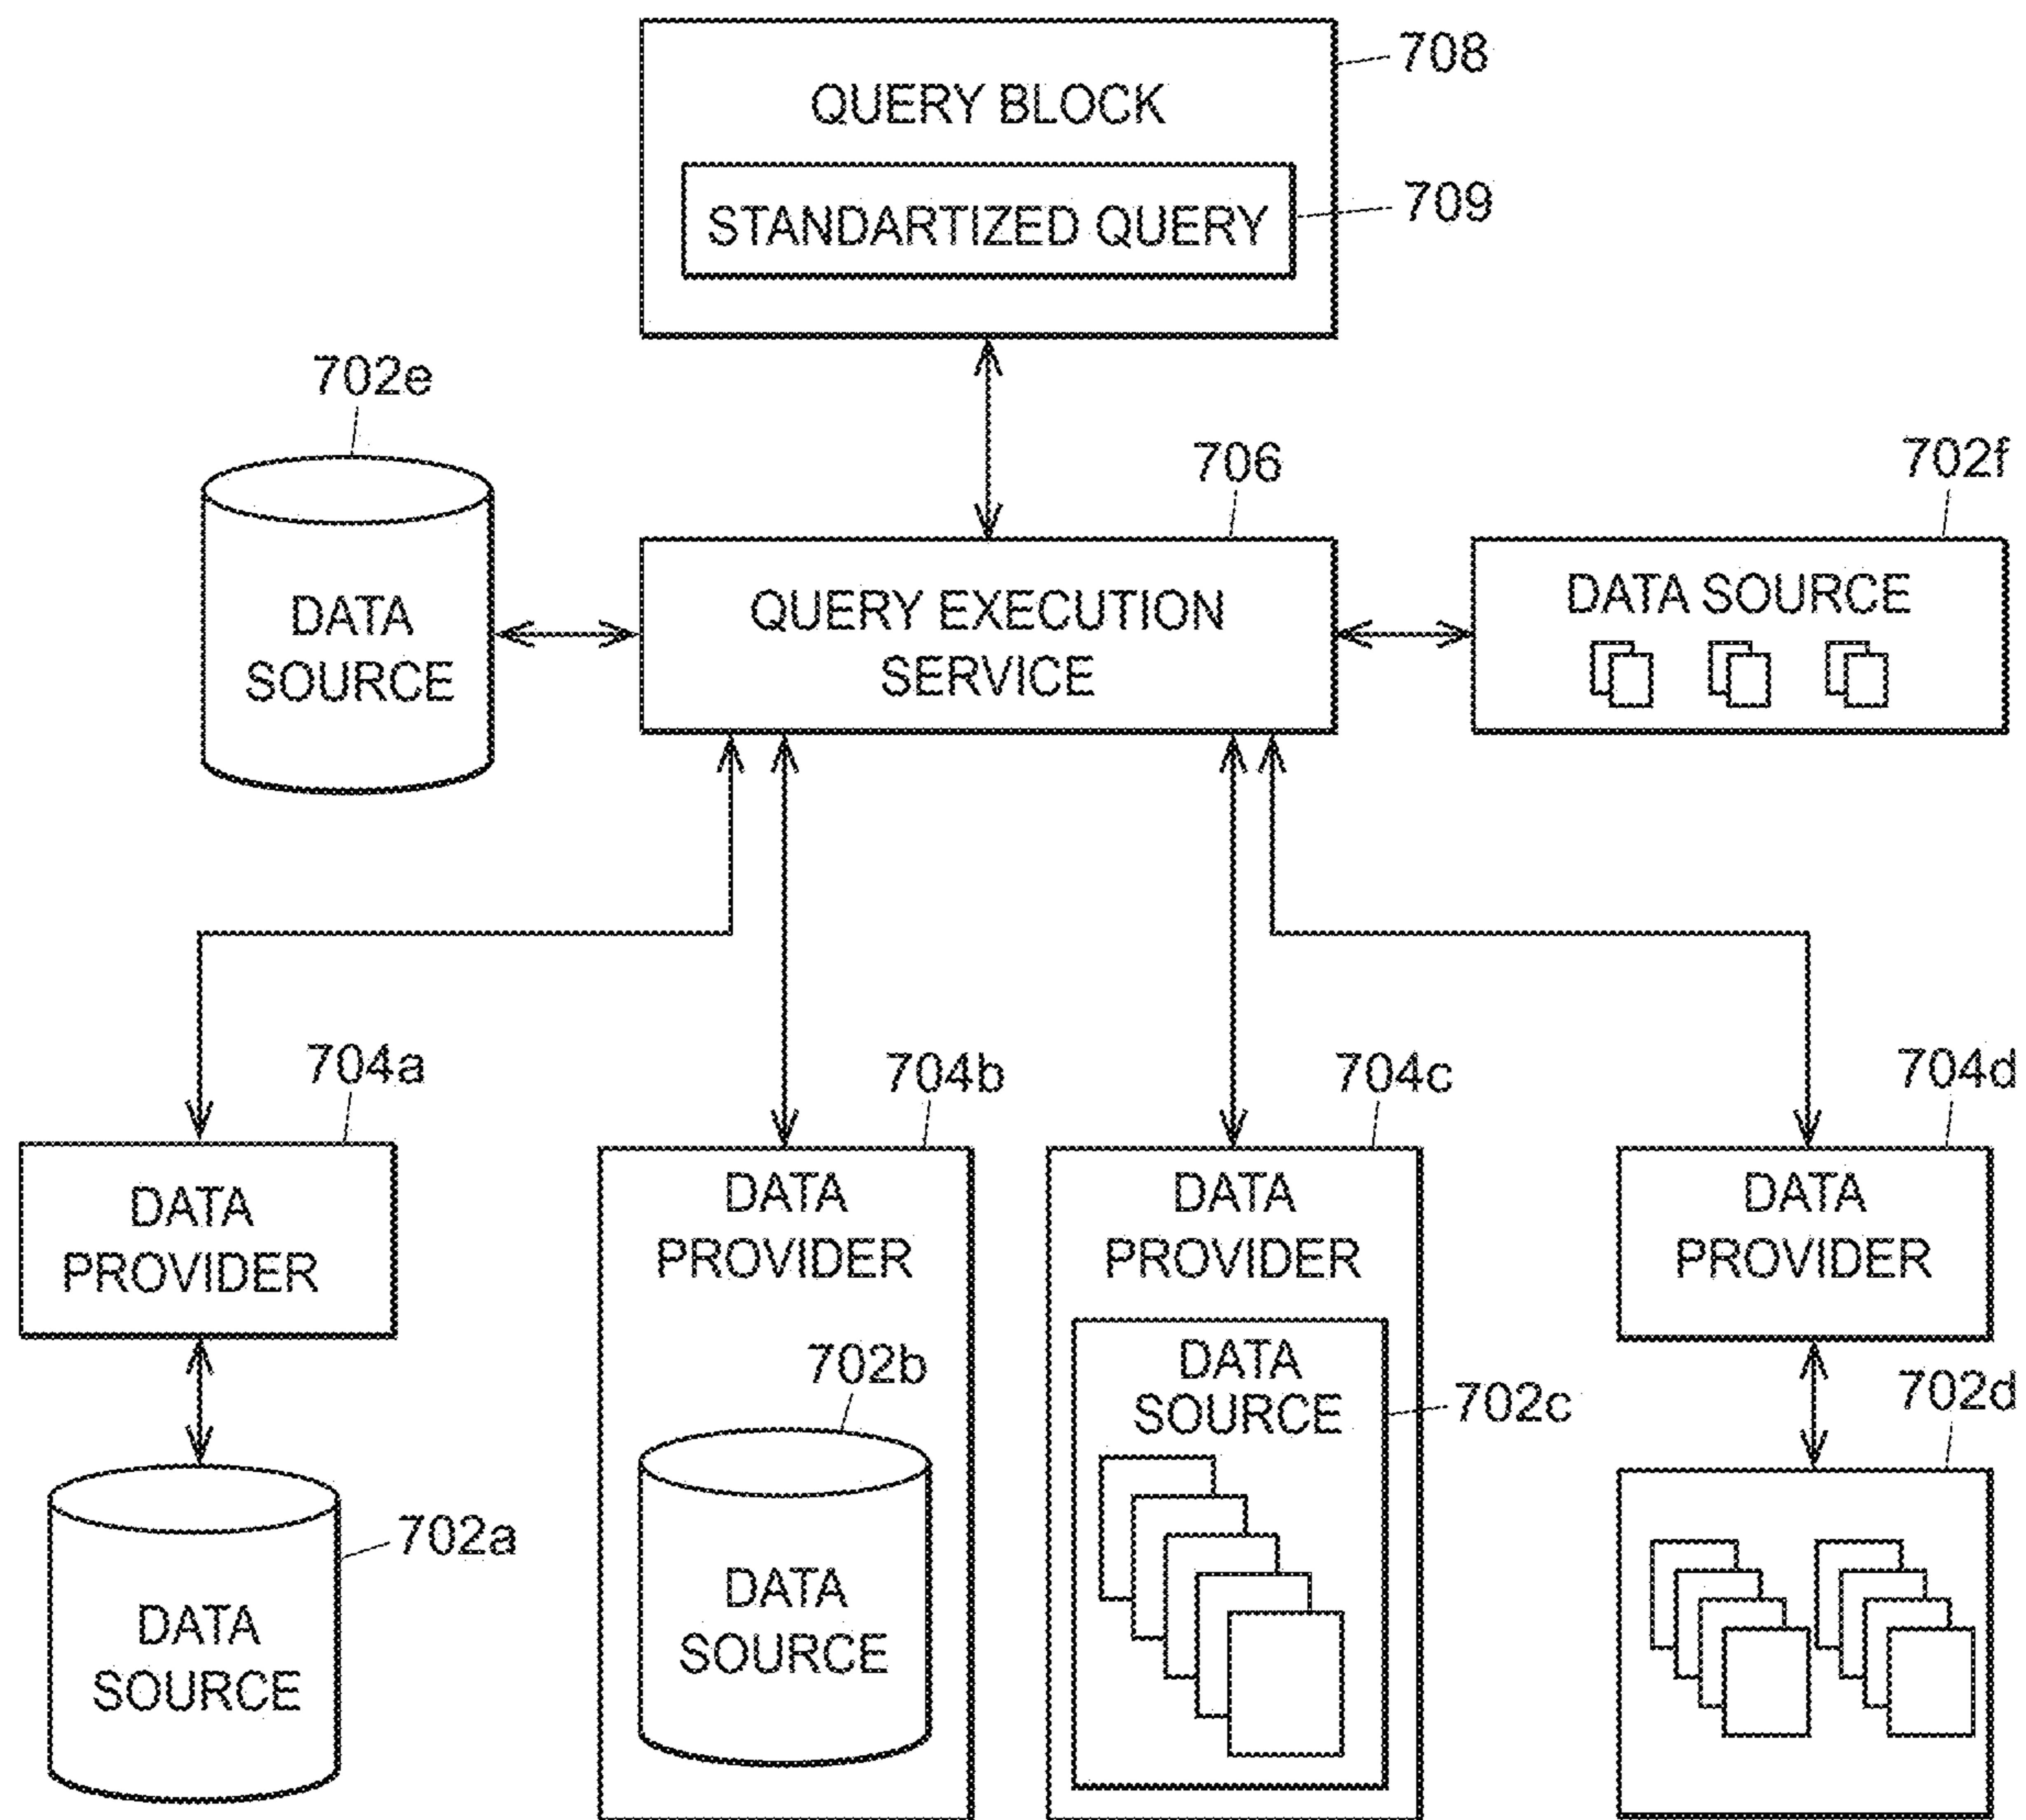 708
QUERY BLOCK
709
STANDARTIZED QUERY
702e
706
702f
DATA
SOURCE
QUERY EXECUTION
SERVICE
DATA SOURCE
704a
704b
704c
704d
DATA
PROVIDER
DATA
PROVIDER
DATA
PROVIDER
DATA
PROVIDER
702b
DATA
SOURCE
702c
702d
702a
DATA
SOURCE
DATA
SOURCE